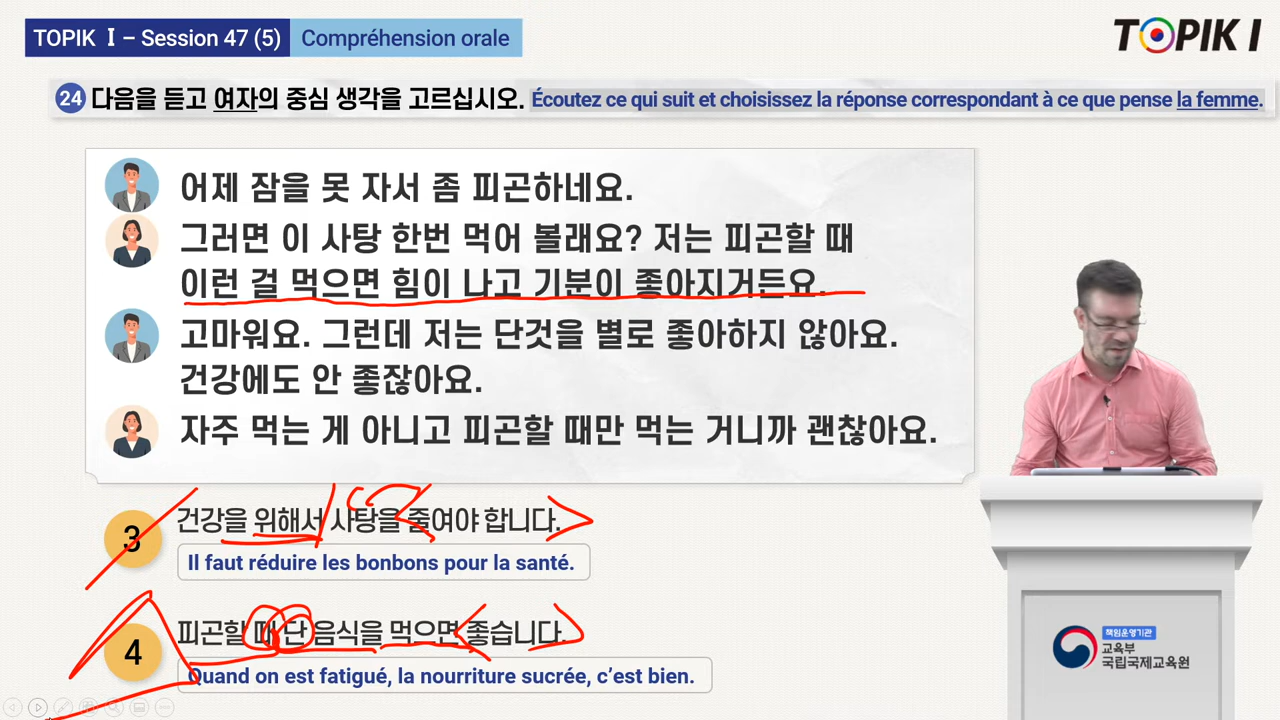 TOPIK Ⅰ – Session 47 (5) Compréhension orale
TOPIK I
24 다음을 듣고 여자의 중심 생각을 고르십시오. Écoutez ce qui suit et choisissez la réponse correspondant à ce que pense la femme.
어제 잠을 못 자서 좀 피곤하네요.
그러면 이 사탕 한번 먹어 볼래요? 저는 피곤할 때
이런 걸 먹으면 힘이 나고 기분이 좋아지거든요.
고마워요. 그런데 저는 단것을 별로 좋아하지 않아요.
건강에도 안 좋잖아요.
자주 먹는 게 아니고 피곤할 때만 먹는 거니까 괜찮아요.
3 건강을 위해서 사탕을 줄여야 합니다.
Il faut réduire les bonbons pour la santé.
4 피곤할 때 단 음식을 먹으면 좋습니다.
Quand on est fatigué, la nourriture sucrée, c’est bien.
책임운영기관
교육부
국립국제교육원